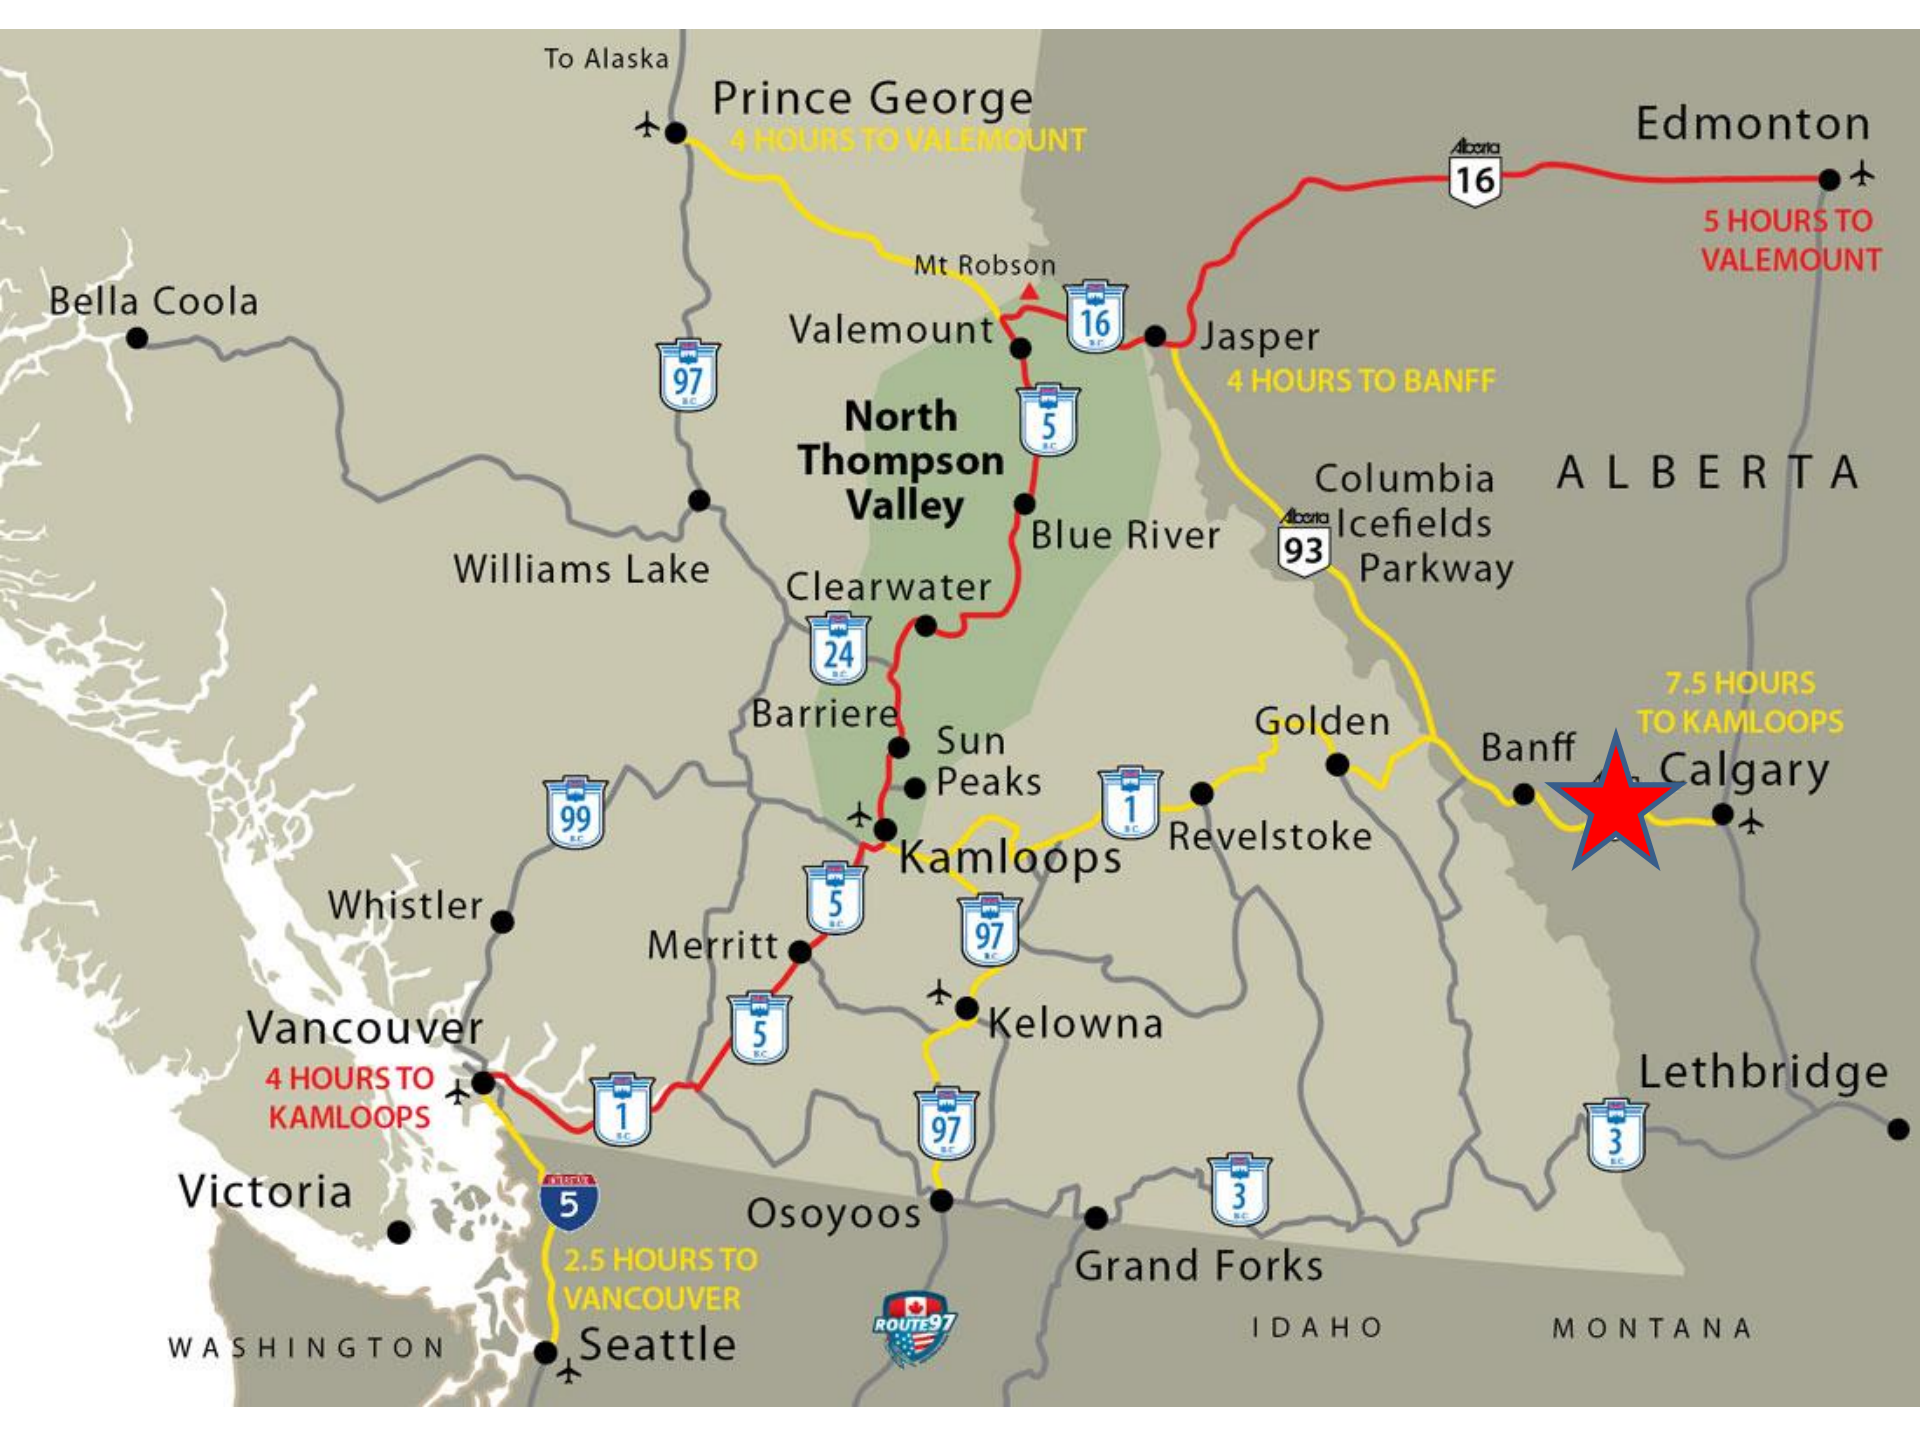 To Alaska
Prince George
4 HOURS TO VALEMOUNT
Edmonton
Alberta
16
5 HOURS TO
VALEMOUNT
Mt Robson
Bella Coola
Valemount
16
Jasper
4 HOURS TO BANFF
97
B.C.
North
Thompson
Valley
5
B.C.
Columbia
Icefields
Parkway
Alberta
93
ALBERTA
Blue River
Williams Lake
Clearwater
24
B.C.
Barriere
Sun
Peaks
Golden
Banff
7.5 HOURS
TO KAMLOOPS
Calgary
99
B.C.
1
B.C.
Revelstoke
Kamloops
5
B.C.
Whistler
Merritt
97
B.C.
Vancouver
4 HOURS TO
KAMLOOPS
5
B.C.
Kelowna
1
B.C.
97
B.C.
Lethbridge
3
B.C.
Victoria
5
Osoyoos
3
B.C.
Grand Forks
2.5 HOURS TO
VANCOUVER
ROUTE97
Seattle
WASHINGTON
IDAHO
MONTANA